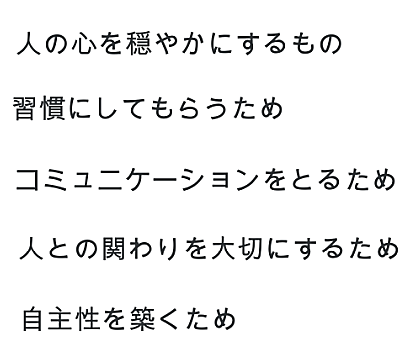 人の心を穏やかにするもの
習慣にしてもらうため
コミュニケーションをとるため
人との関わりを大切にするため
自主性を築くため